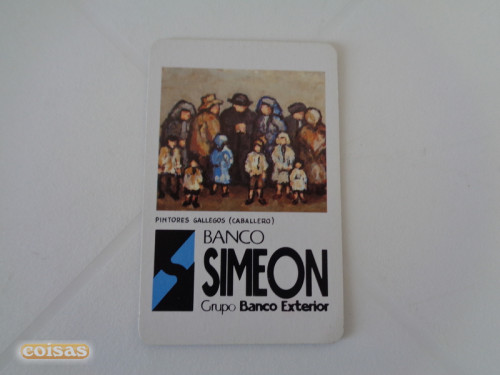 PINTORES GALLEGOS (CABALLERO)
BANCO
SIMEON
Grupo Banco Exterior
coisas